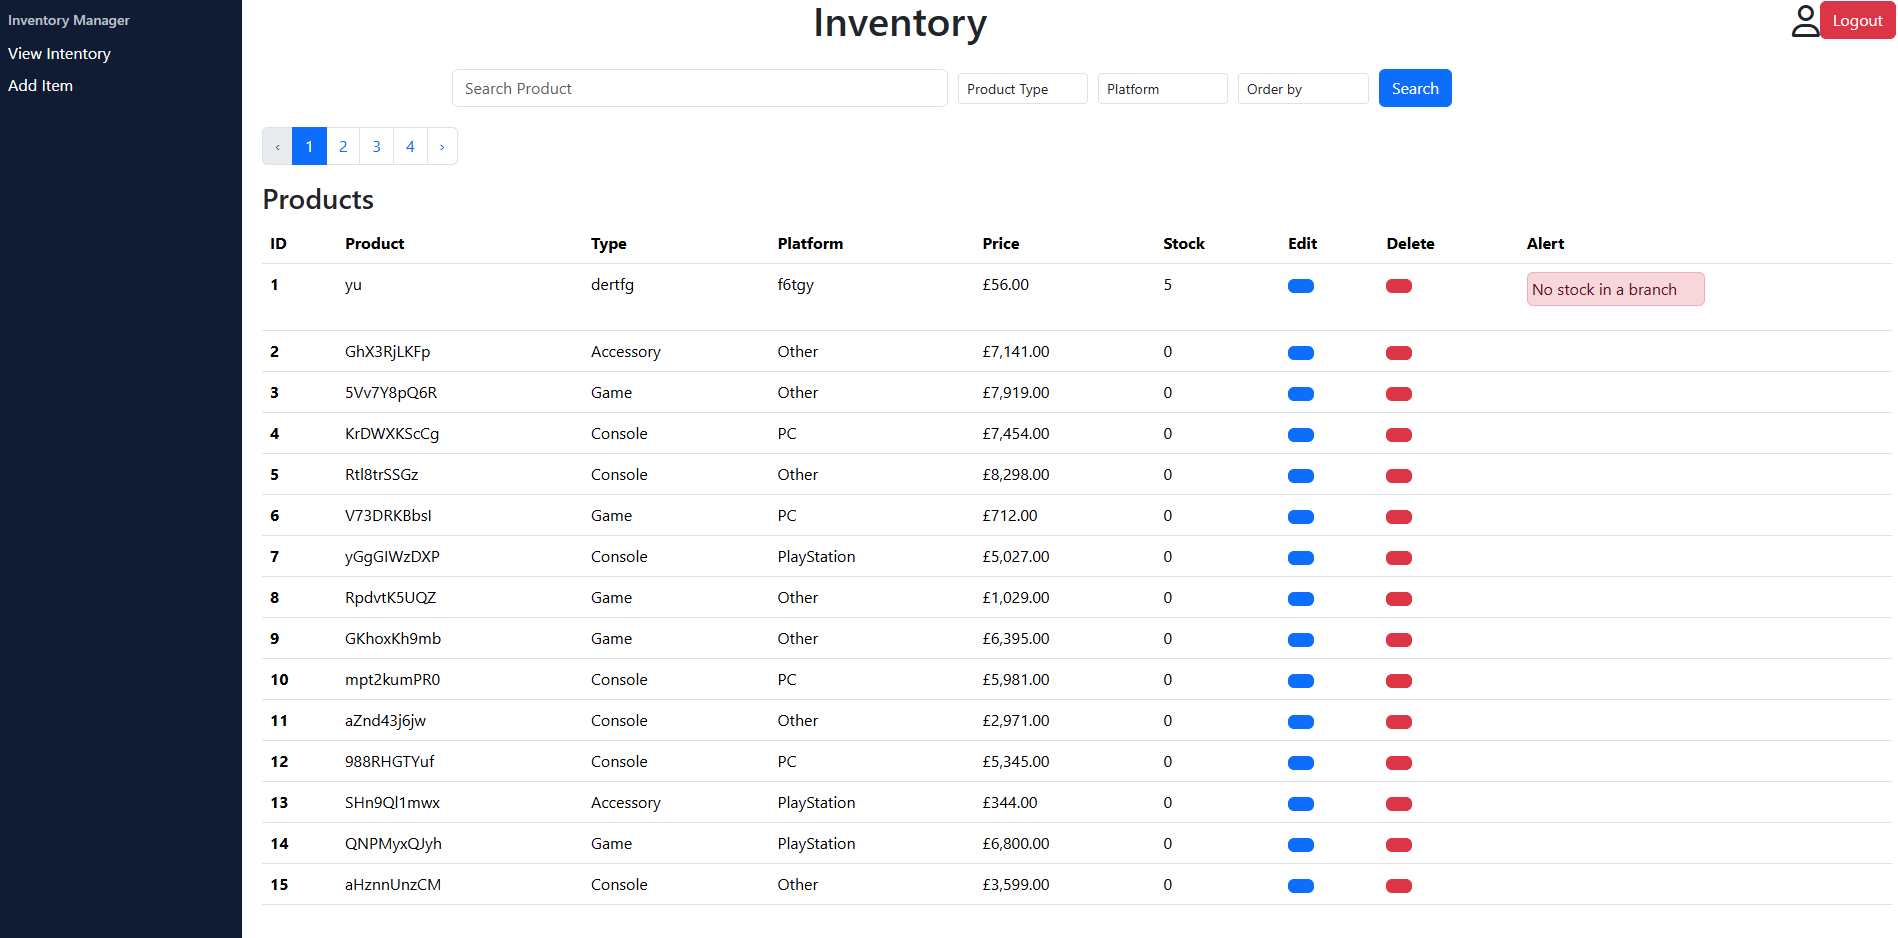 Inventory Manager
View Intentory
Add Item
Inventory
Logout
Search Product
Product Type
Platform
Order by
Search
‹ 1 2 3 4 ›
Products
ID Product Type Platform Price Stock Edit Delete Alert
1 yu dertfg f6tgy £56.00 5 No stock in a branch
2 GhX3RjLKFp Accessory Other £7,141.00 0
3 5Vv7Y8pQ6R Game Other £7,919.00 0
4 KrDWXKScCg Console PC £7,454.00 0
5 Rtl8trSSGz Console Other £8,298.00 0
6 V73DRKBbsI Game PC £712.00 0
7 yGgGIWzDXP Console PlayStation £5,027.00 0
8 RpdvtK5UQZ Game Other £1,029.00 0
9 GKhoxKh9mb Game Other £6,395.00 0
10 mpt2kumPR0 Console PC £5,981.00 0
11 aZnd43j6jw Console Other £2,971.00 0
12 988RHGTYuf Console PC £5,345.00 0
13 SHn9Ql1mwx Accessory PlayStation £344.00 0
14 QNPMyxQJyh Game PlayStation £6,800.00 0
15 aHznnUnzCM Console Other £3,599.00 0